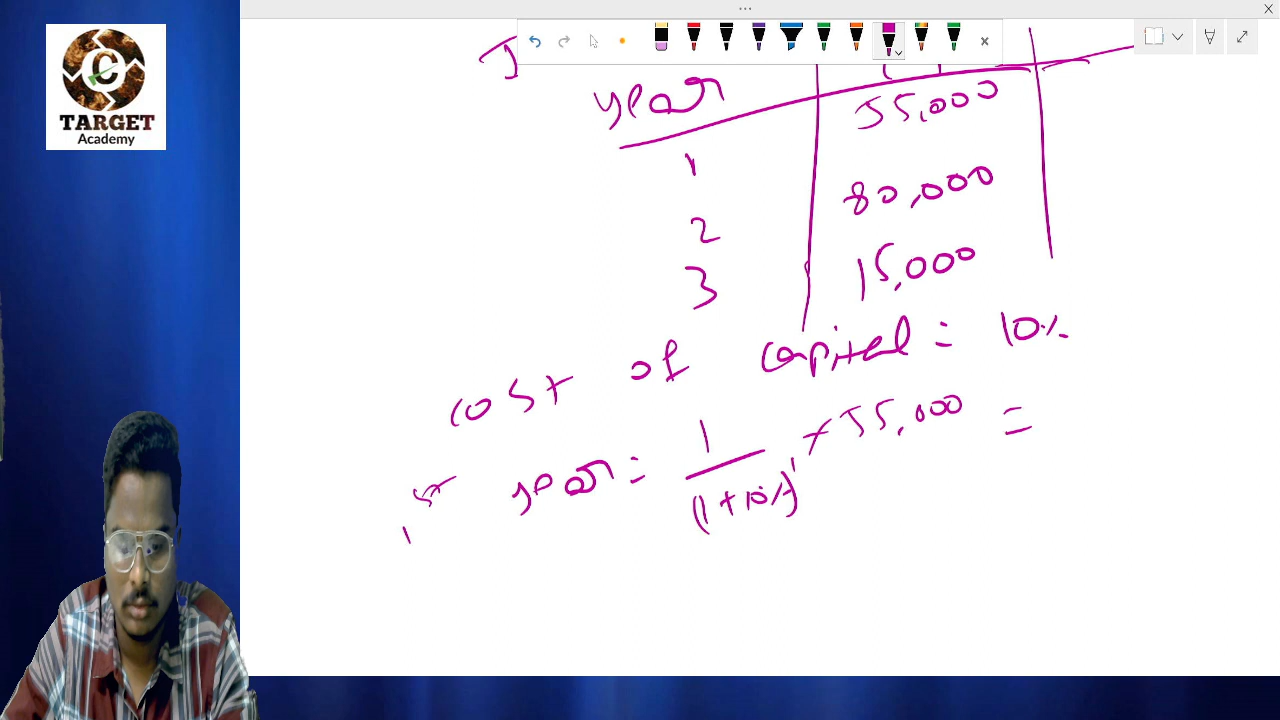 TARGET
Academy
year
55,000
1
80,000
2
15,000
3
cost of capital = 10%
1st year = 1/(1+10%)^1 × 55,000 =